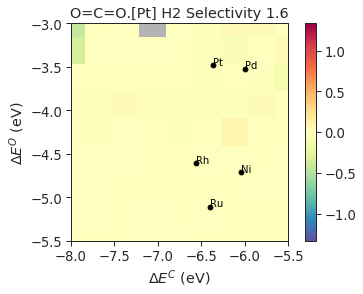 O=C=O.[Pt] H2 Selectivity 1.6
−3.0
−3.5
−4.0
−4.5
−5.0
−5.5
ΔE^O (eV)
Pt
Pd
Rh
Ni
Ru
−8.0 −7.5 −7.0 −6.5 −6.0 −5.5
ΔE^C (eV)
1.0
0.5
0.0
−0.5
−1.0